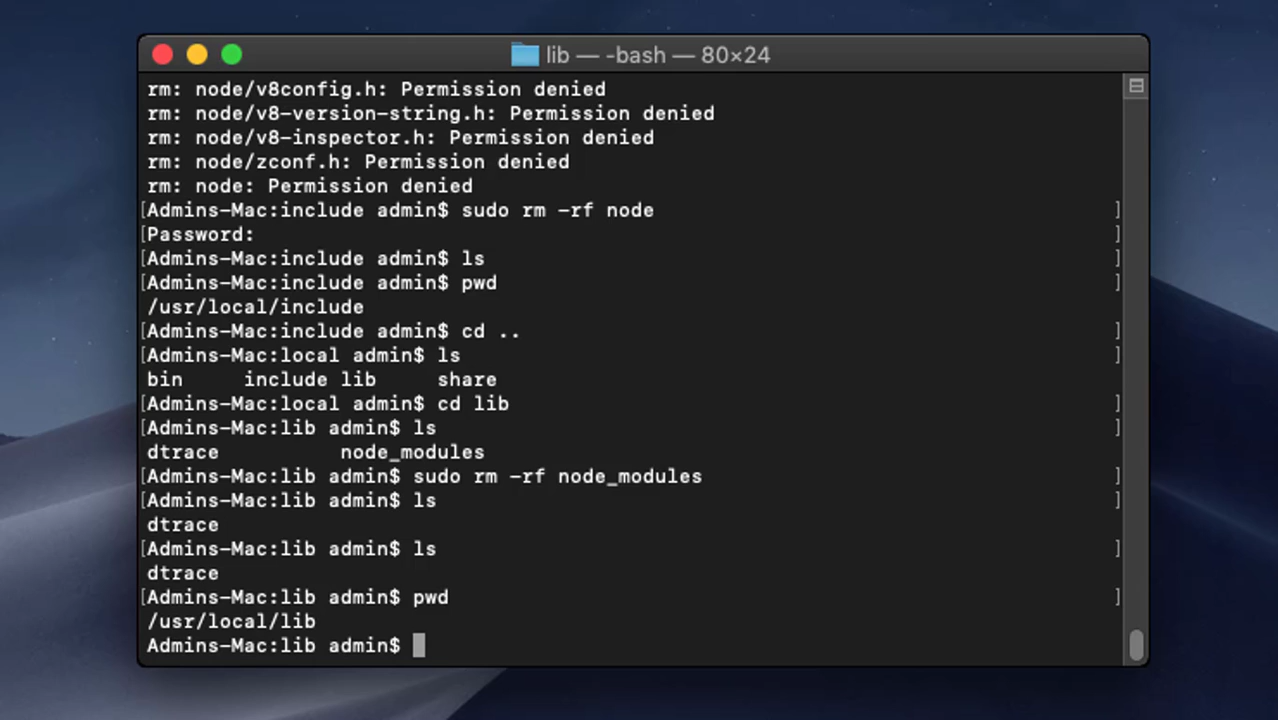 lib — -bash — 80×24
rm: node/v8config.h: Permission denied
rm: node/v8-version-string.h: Permission denied
rm: node/v8-inspector.h: Permission denied
rm: node/zconf.h: Permission denied
rm: node: Permission denied
[Admins-Mac:include admin$ sudo rm -rf node ]
[Password: ]
[Admins-Mac:include admin$ ls ]
[Admins-Mac:include admin$ pwd ]
/usr/local/include
[Admins-Mac:include admin$ cd .. ]
[Admins-Mac:local admin$ ls ]
bin include lib share
[Admins-Mac:local admin$ cd lib ]
[Admins-Mac:lib admin$ ls ]
dtrace node_modules
[Admins-Mac:lib admin$ sudo rm -rf node_modules ]
[Admins-Mac:lib admin$ ls ]
dtrace
[Admins-Mac:lib admin$ ls ]
dtrace
[Admins-Mac:lib admin$ pwd ]
/usr/local/lib
Admins-Mac:lib admin$